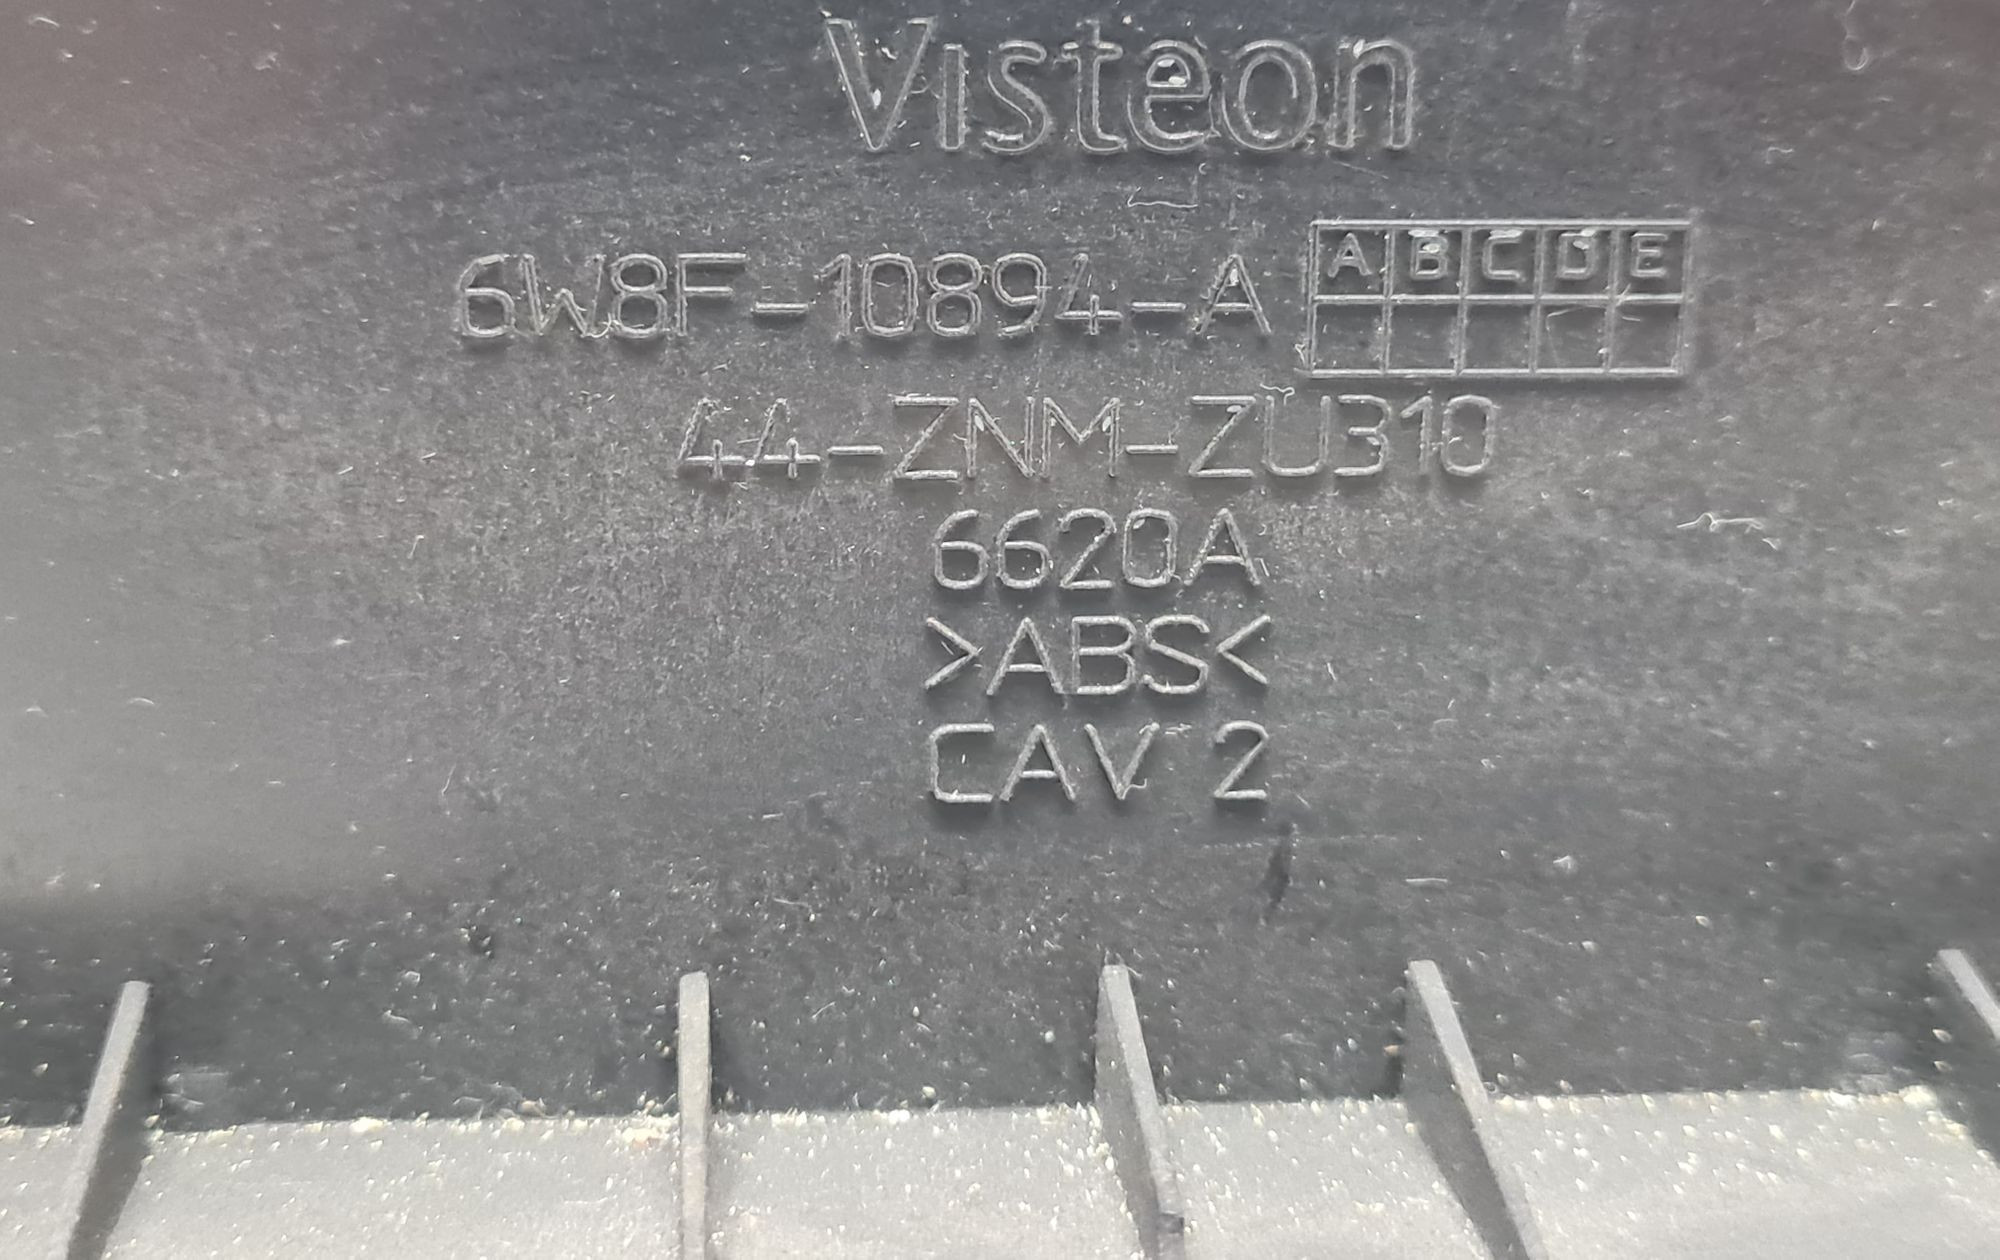 Visteon
6W8F-10894-A A B C D E
44-ZNM-ZU310
6620A
>ABS<
CAV 2